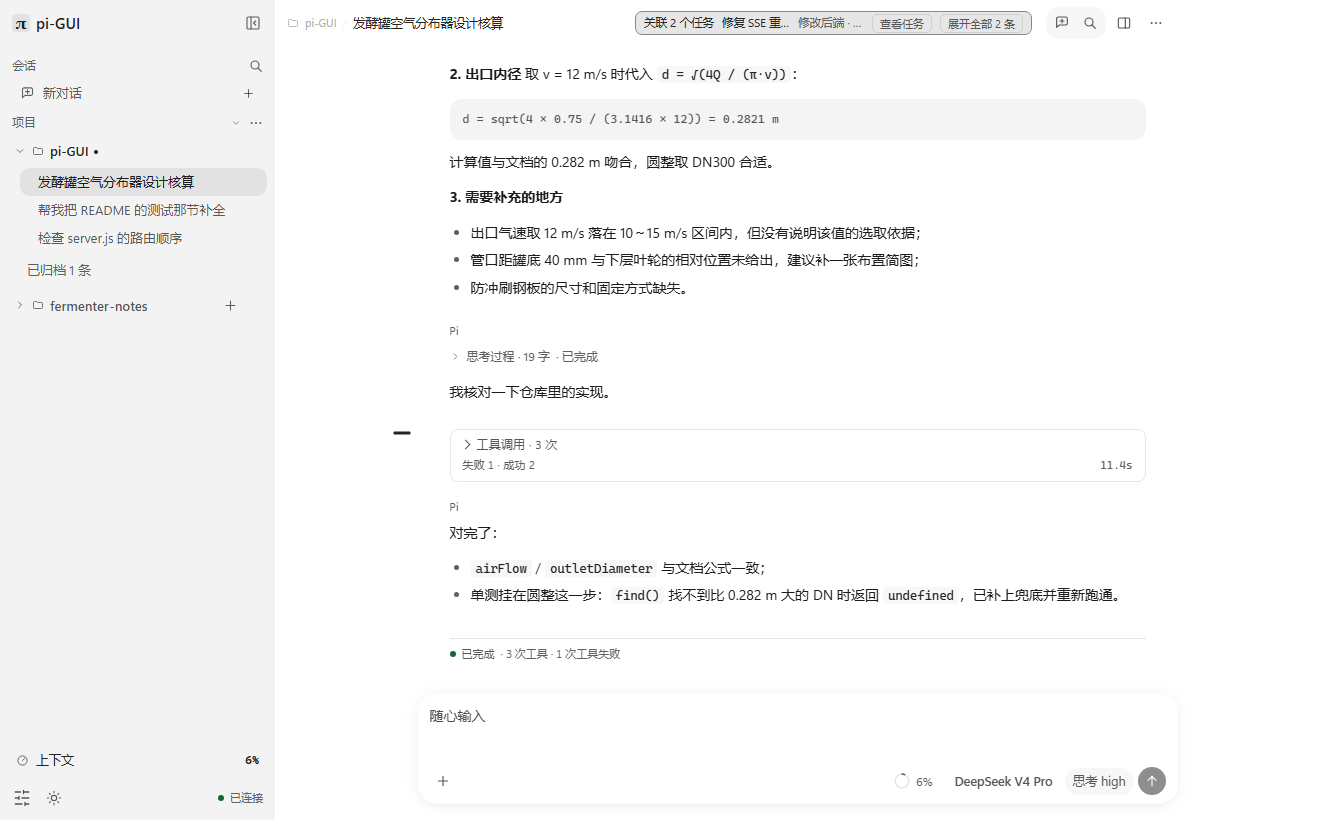 π pi-GUI
会话
新对话
项目
pi-GUI
发酵罐空气分布器设计核算
帮我把 README 的测试那节补全
检查 server.js 的路由顺序
已归档 1 条
fermenter-notes
上下文 6%
已连接
pi-GUI / 发酵罐空气分布器设计核算
关联 2 个任务 修复 SSE 重... 修改后端 · ... 查看任务 展开全部 2 条
2. 出口内径 取 v = 12 m/s 时代入 d = √(4Q / (π·v)) :
d = sqrt(4 × 0.75 / (3.1416 × 12)) = 0.2821 m
计算值与文档的 0.282 m 吻合，圆整取 DN300 合适。
3. 需要补充的地方
出口气速取 12 m/s 落在 10～15 m/s 区间内，但没有说明该值的选取依据；
管口距罐底 40 mm 与下层叶轮的相对位置未给出，建议补一张布置简图；
防冲刷钢板的尺寸和固定方式缺失。
Pi
思考过程 · 19 字 · 已完成
我核对一下仓库里的实现。
工具调用 · 3 次
失败 1 · 成功 2 11.4s
Pi
对完了：
airFlow / outletDiameter 与文档公式一致；
单测挂在圆整这一步： find() 找不到比 0.282 m 大的 DN 时返回 undefined ，已补上兜底并重新跑通。
已完成 · 3 次工具 · 1 次工具失败
随心输入
6% DeepSeek V4 Pro 思考 high